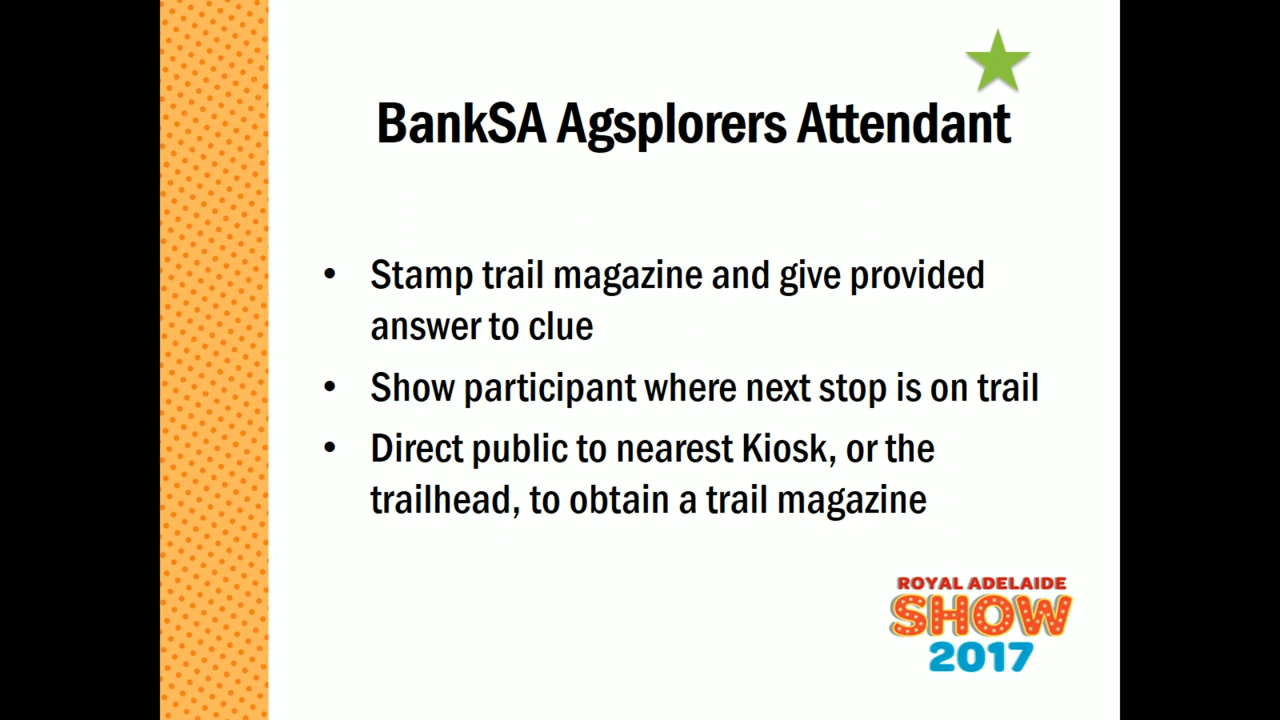 BankSA Agsplorers Attendant
• Stamp trail magazine and give provided
answer to clue
• Show participant where next stop is on trail
• Direct public to nearest Kiosk, or the
trailhead, to obtain a trail magazine
ROYAL ADELAIDE
SHOW
2017